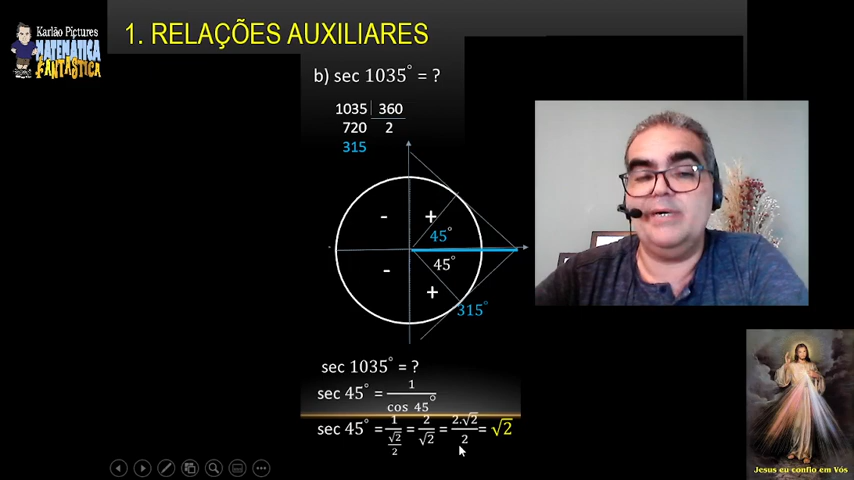 Karlão Pictures
MATEMÁTICA
FANTÁSTICA
1. RELAÇÕES AUXILIARES
b) sec 1035° = ?
1035 | 360
720 2
315
- +
45°
45°
- +
315°
sec 1035° = ?
sec 45° = 1 / cos 45°
sec 45° = 1 / (√2 / 2) = 2 / √2 = 2.√2 / 2 = √2
Jesus eu confio em Vós